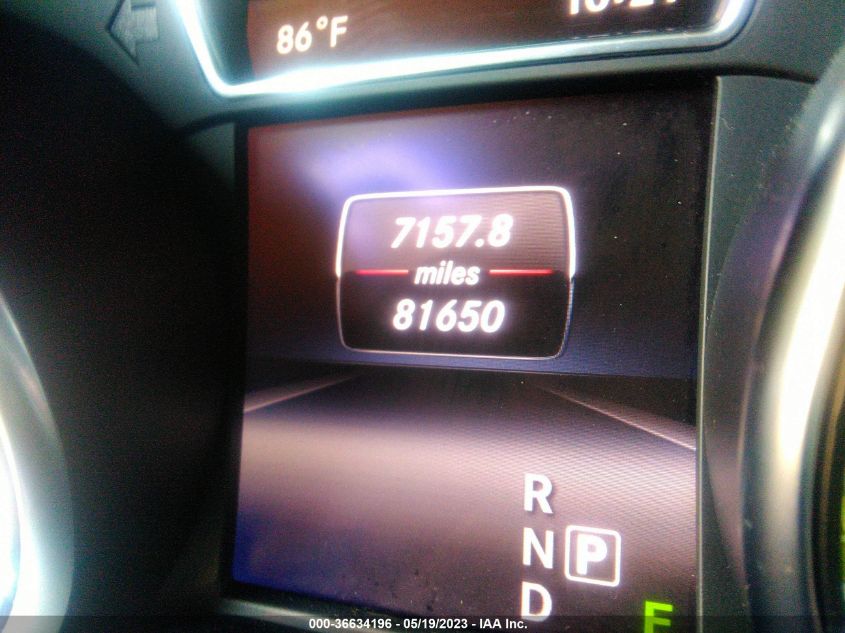 86°F
7157.8
miles
81650
R
N P
D
E
000-36634196 - 05/19/2023 - IAA Inc.